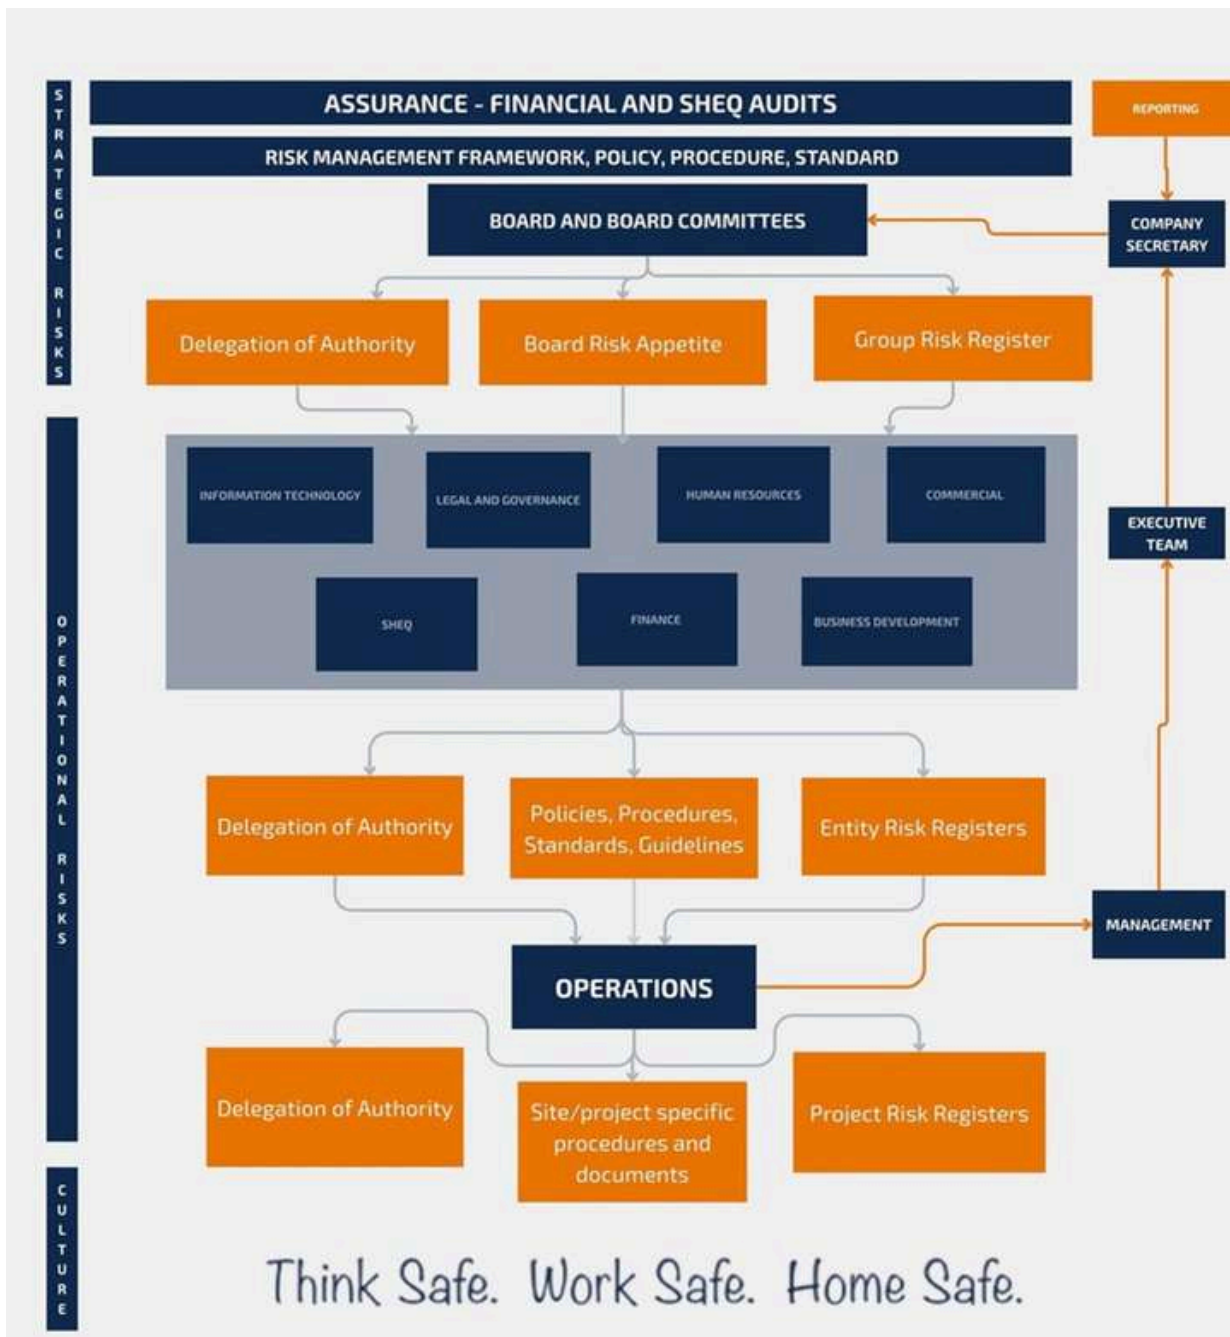 STRATEGIC RISKS
ASSURANCE - FINANCIAL AND SHEQ AUDITS
REPORTING
RISK MANAGEMENT FRAMEWORK, POLICY, PROCEDURE, STANDARD
BOARD AND BOARD COMMITTEES
COMPANY
SECRETARY
Delegation of Authority
Board Risk Appetite
Group Risk Register
OPERATIONAL RISKS
INFORMATION TECHNOLOGY
LEGAL AND GOVERNANCE
HUMAN RESOURCES
COMMERCIAL
EXECUTIVE
TEAM
SHEQ
FINANCE
BUSINESS DEVELOPMENT
Delegation of Authority
Policies, Procedures,
Standards, Guidelines
Entity Risk Registers
MANAGEMENT
OPERATIONS
Delegation of Authority
Site/project specific
procedures and
documents
Project Risk Registers
CULTURE
Think Safe. Work Safe. Home Safe.